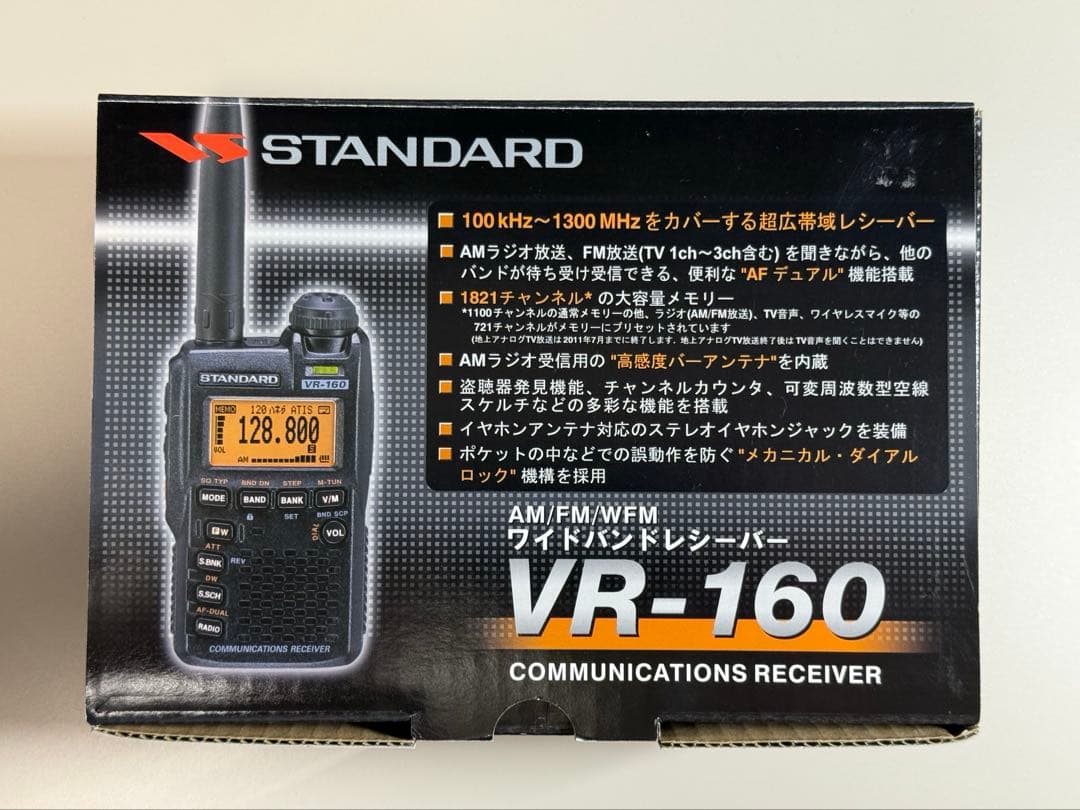 STANDARD
■ 100 kHz～1300 MHz をカバーする超広帯域レシーバー
■ AMラジオ放送、FM放送(TV 1ch～3ch含む) を聞きながら、他の
バンドが待ち受け受信できる、便利な "AF デュアル" 機能搭載
■ 1821チャンネル* の大容量メモリー
*1100チャンネルの通常メモリーの他、ラジオ(AM/FM放送)、TV音声、ワイヤレスマイク等の
721チャンネルがメモリーにプリセットされています
(地上アナログTV放送は 2011年7月までに終了します. 地上アナログTV放送終了後は TV音声を聞くことはできません)
■ AMラジオ受信用の "高感度バーアンテナ" を内蔵
■ 盗聴器発見機能、チャンネルカウンタ、可変周波数型空線
スケルチなどの多彩な機能を搭載
■ イヤホンアンテナ対応のステレオイヤホンジャックを装備
■ ポケットの中などでの誤動作を防ぐ "メカニカル・ダイアル
ロック" 機構を採用
STANDARD
VR-160
MEMO 120 ハネダ ATIS
128.800
VOL
S
AM
SQ TYP BND DN STEP M-TUN
MODE BAND BANK V/M
SET BND SCP
FW VOL
ATT
S.BNK REV
DW
S.SCH
AF-DUAL
RADIO
COMMUNICATIONS RECEIVER
AM/FM/WFM
ワイドバンドレシーバー
VR-160
COMMUNICATIONS RECEIVER